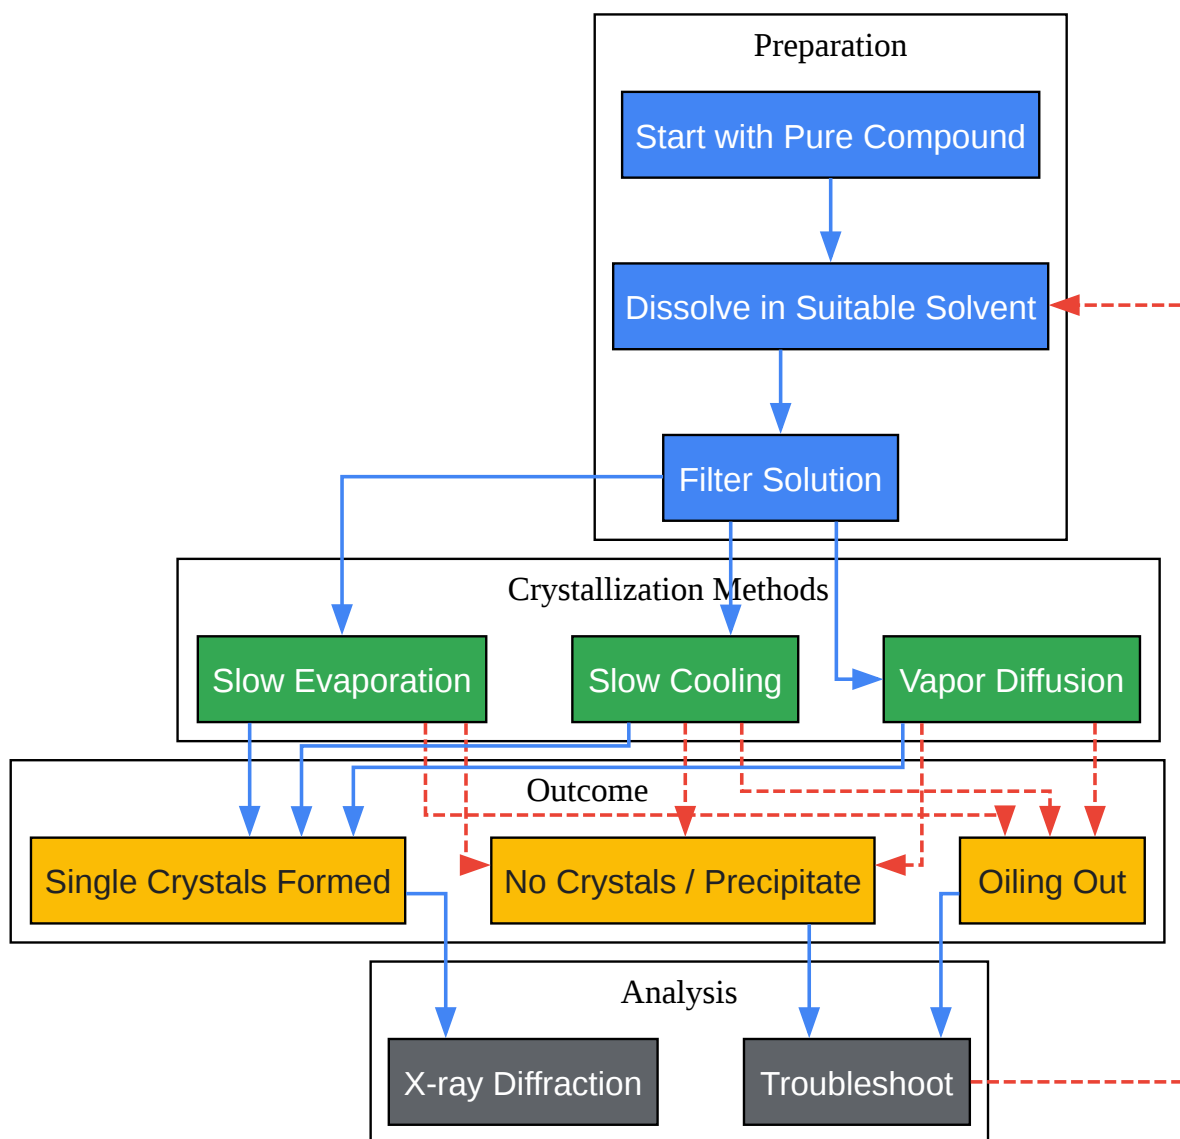 Preparation
Start with Pure Compound
Dissolve in Suitable Solvent
Filter Solution
Crystallization Methods
Slow Evaporation
Slow Cooling
Vapor Diffusion
Outcome
Single Crystals Formed
No Crystals / Precipitate
Oiling Out
Analysis
X-ray Diffraction
Troubleshoot